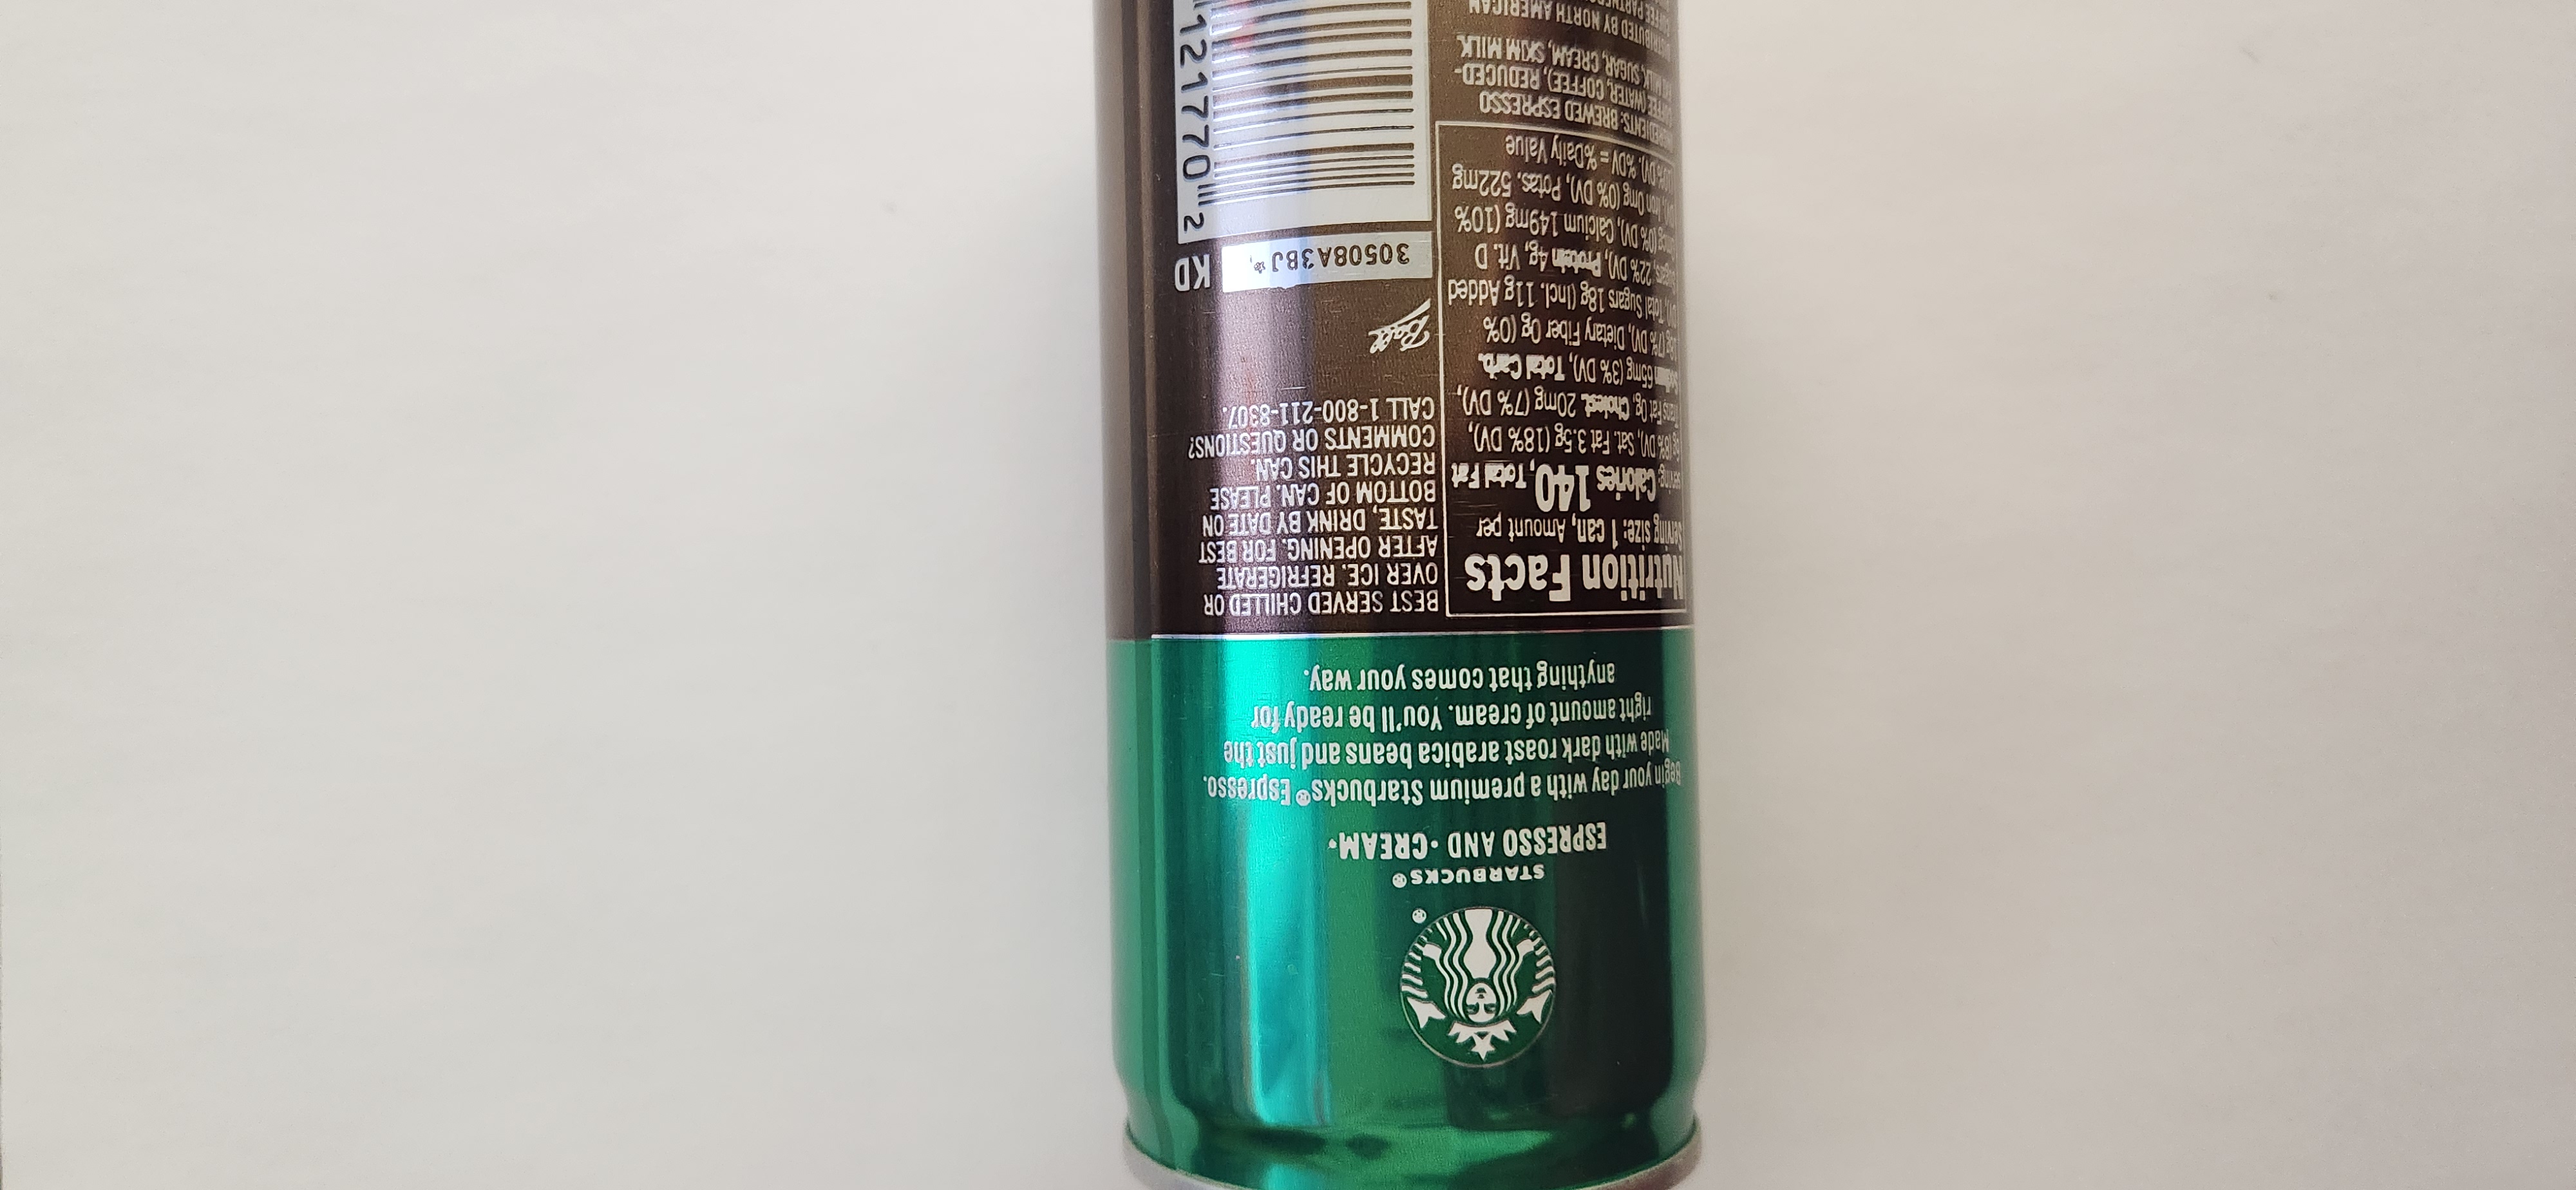 STARBUCKS®
ESPRESSO AND CREAM
Begin your day with a premium Starbucks® Espresso.
Made with dark roast arabica beans and just the
right amount of cream. You'll be ready for
anything that comes your way.
Nutrition Facts
Serving size: 1 can, Amount per
Calories 140, Total Fat
DV), Sat. Fat 3.5g (18% DV),
Fat 0g, Cholest. 20mg (7% DV),
(3% DV), Total Carb.
DV), Dietary Fiber 0g (0%
Total Sugars 18g (Incl. 11g Added
22% DV), Protein 4g, Vit. D
DV), Calcium 149mg (10%
(0% DV), Potas. 522mg
%DV = %Daily Value
BREWED ESPRESSO
COFFEE (WATER, COFFEE), REDUCED-
SUGAR, CREAM, SKIM MILK,
BY NORTH AMERICAN
BEST SERVED CHILLED OR
OVER ICE. REFRIGERATE
AFTER OPENING. FOR BEST
TASTE, DRINK BY DATE ON
BOTTOM OF CAN. PLEASE
RECYCLE THIS CAN.
COMMENTS OR QUESTIONS?
CALL 1-800-211-8307.
Ball
30508A3BJ
KD
121770 2